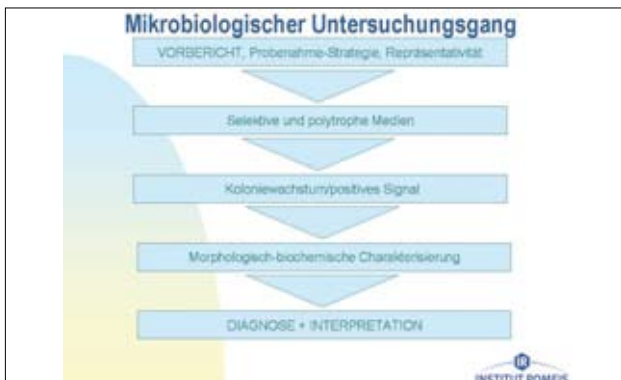 Mikrobiologischer Untersuchungsgang
VORBERICHT, Probenahme-Strategie, Repräsentativität
Selektive und polytrophe Medien
Koloniewachstum/positives Signal
Morphologisch-biochemische Charakterisierung
DIAGNOSE + INTERPRETATION
IR
INSTITUT ROMEIS